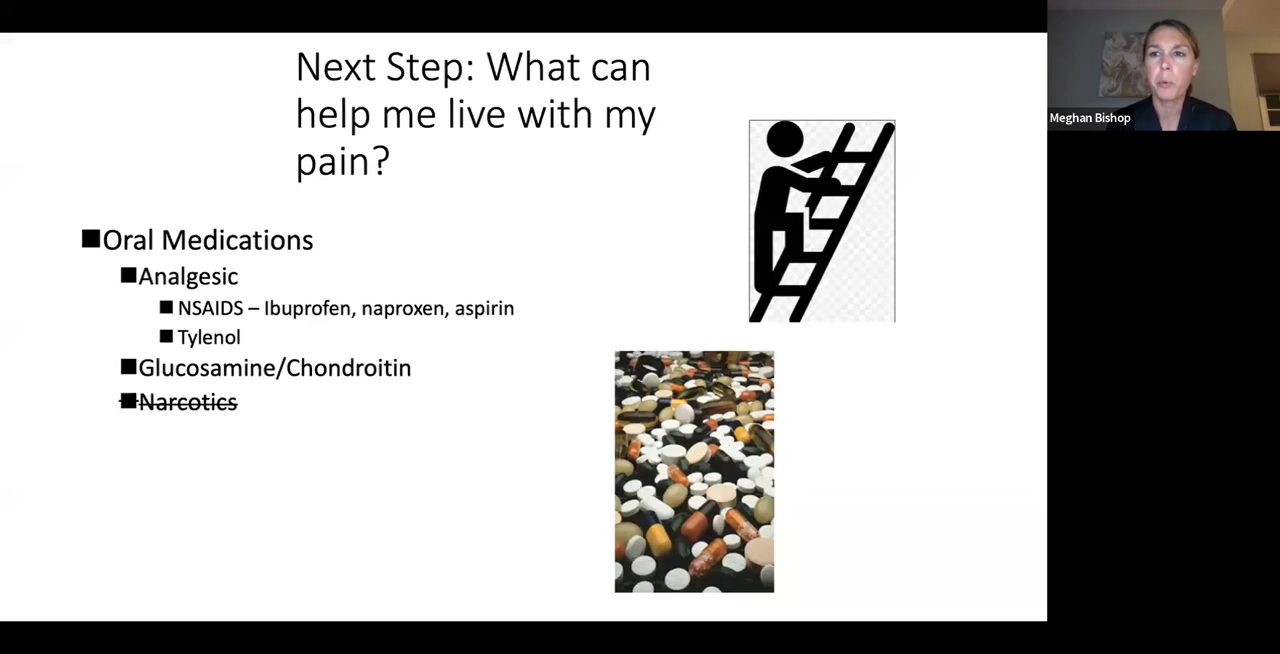 Next Step: What can
help me live with my
pain?
Meghan Bishop
■Oral Medications
■Analgesic
■NSAIDS – Ibuprofen, naproxen, aspirin
■Tylenol
■Glucosamine/Chondroitin
■Narcotics